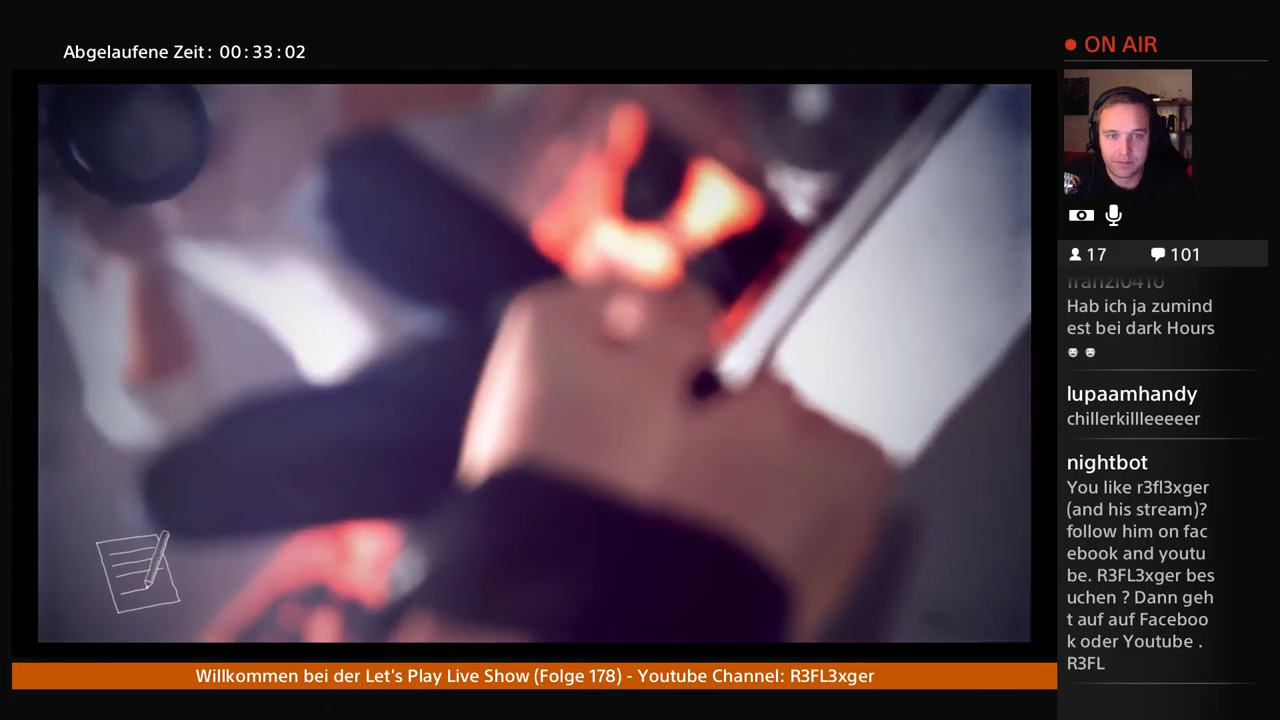 Abgelaufene Zeit: 00:33:02
ON AIR
17
101
franzi0410
Hab ich ja zumind
est bei dark Hours
lupaamhandy
chillerkillleeeeer
nightbot
You like r3fl3xger
(and his stream)?
follow him on fac
ebook and youtu
be. R3FL3xger bes
uchen ? Dann geh
t auf auf Faceboo
k oder Youtube .
R3FL
Willkommen bei der Let's Play Live Show (Folge 178) - Youtube Channel: R3FL3xger